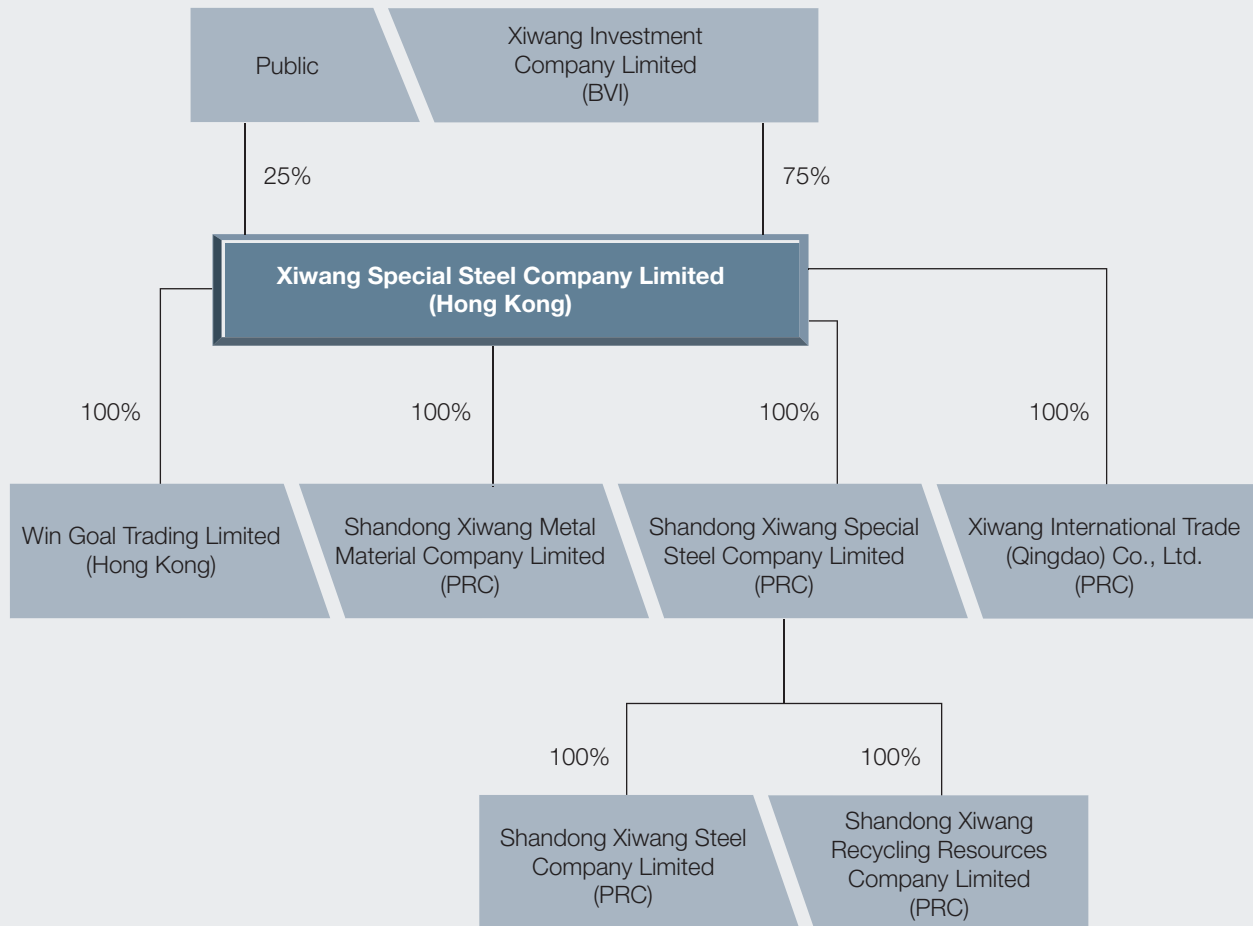 Public
Xiwang Investment
Company Limited
(BVI)
25%
75%
Xiwang Special Steel Company Limited
(Hong Kong)
100%
100%
100%
100%
Win Goal Trading Limited
(Hong Kong)
Shandong Xiwang Metal
Material Company Limited
(PRC)
Shandong Xiwang Special
Steel Company Limited
(PRC)
Xiwang International Trade
(Qingdao) Co., Ltd.
(PRC)
100%
100%
Shandong Xiwang Steel
Company Limited
(PRC)
Shandong Xiwang
Recycling Resources
Company Limited
(PRC)